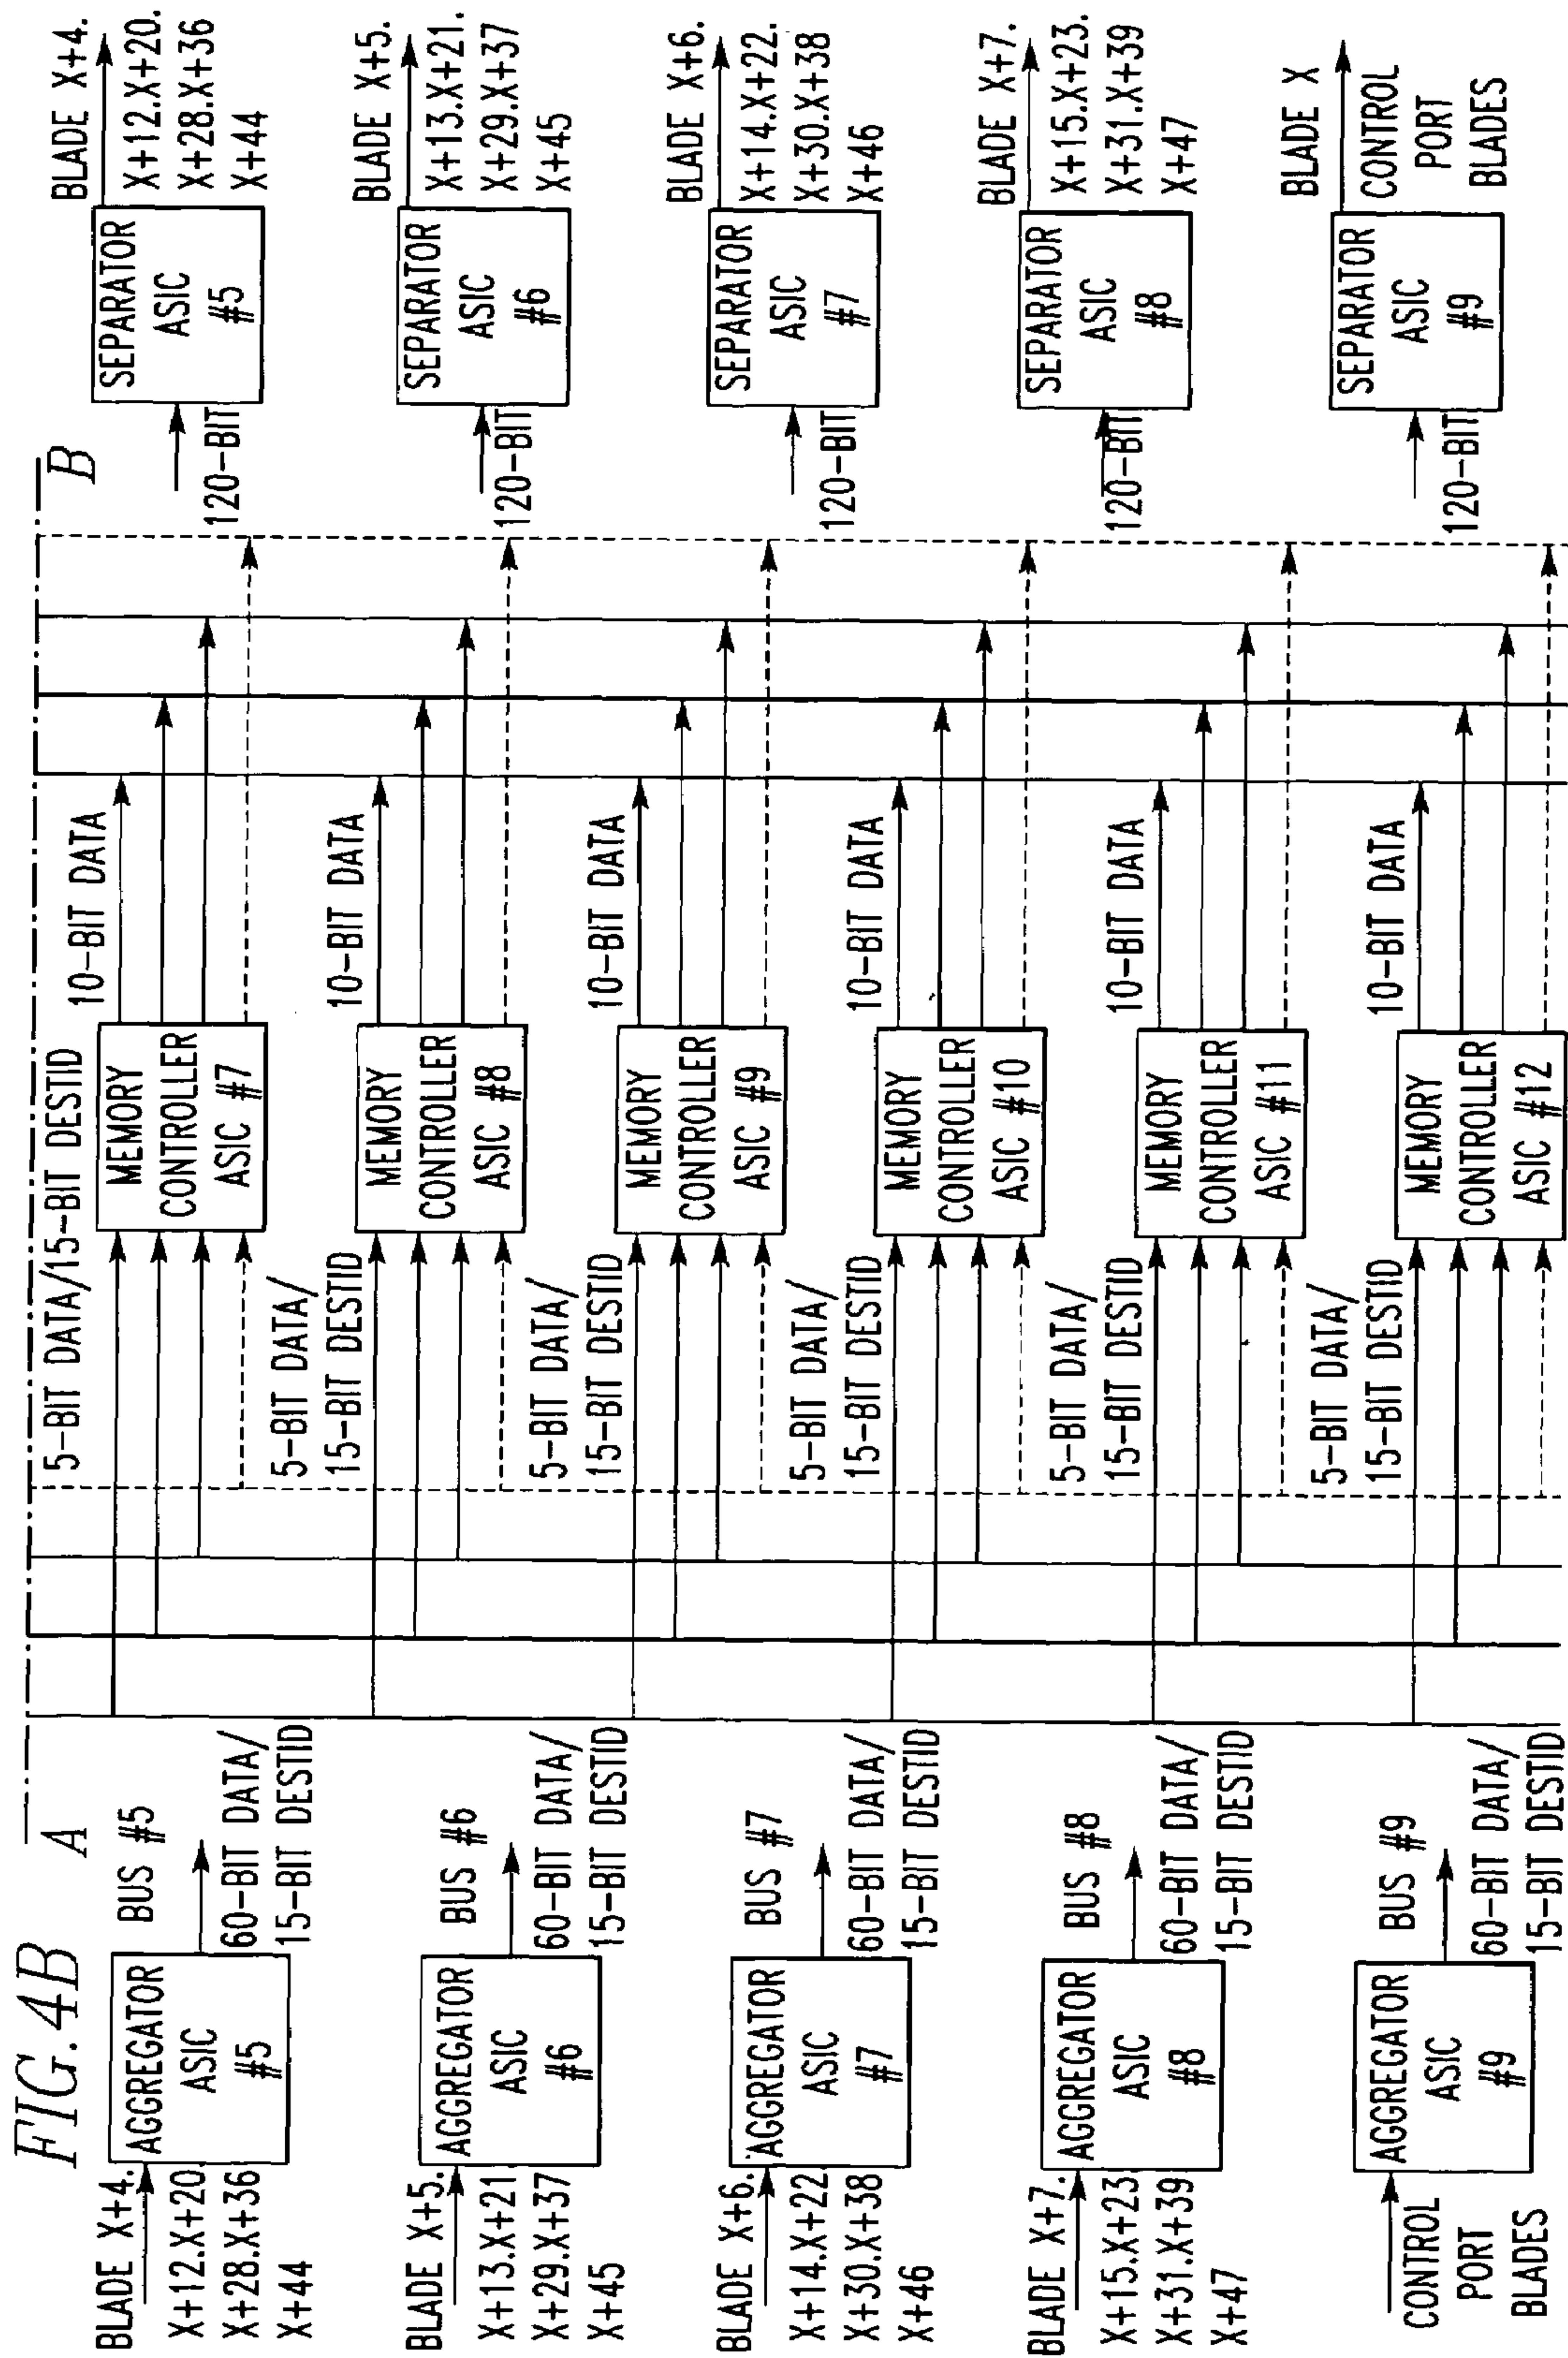 FIG. 4B
A
B
BLADE X+4.
X+12.X+20.
X+28.X+36
X+44
AGGREGATOR
ASIC
#5
BUS #5
60-BIT DATA/
15-BIT DESTID
BLADE X+5.
X+13.X+21
X+29.X+37
X+45
AGGREGATOR
ASIC
#6
BUS #6
60-BIT DATA/
15-BIT DESTID
BLADE X+6.
X+14.X+22.
X+30.X+38
X+46
AGGREGATOR
ASIC
#7
BUS #7
60-BIT DATA/
15-BIT DESTID
BLADE X+7.
X+15.X+23
X+31.X+39
X+47
AGGREGATOR
ASIC
#8
BUS #8
60-BIT DATA/
15-BIT DESTID
CONTROL
PORT
BLADES
AGGREGATOR
ASIC
#9
BUS #9
60-BIT DATA/
15-BIT DESTID
5-BIT DATA/15-BIT DESTID
MEMORY
CONTROLLER
ASIC #7
10-BIT DATA
5-BIT DATA/
15-BIT DESTID
MEMORY
CONTROLLER
ASIC #8
10-BIT DATA
5-BIT DATA/
15-BIT DESTID
MEMORY
CONTROLLER
ASIC #9
10-BIT DATA
5-BIT DATA/
15-BIT DESTID
MEMORY
CONTROLLER
ASIC #10
10-BIT DATA
5-BIT DATA/
15-BIT DESTID
MEMORY
CONTROLLER
ASIC #11
10-BIT DATA
5-BIT DATA/
15-BIT DESTID
MEMORY
CONTROLLER
ASIC #12
10-BIT DATA
120-BIT
SEPARATOR
ASIC
#5
BLADE X+4.
X+12.X+20.
X+28.X+36
X+44
120-BIT
SEPARATOR
ASIC
#6
BLADE X+5.
X+13.X+21.
X+29.X+37
X+45
120-BIT
SEPARATOR
ASIC
#7
BLADE X+6.
X+14.X+22.
X+30.X+38
X+46
120-BIT
SEPARATOR
ASIC
#8
BLADE X+7.
X+15.X+23.
X+31.X+39
X+47
120-BIT
SEPARATOR
ASIC
#9
BLADE X
CONTROL
PORT
BLADES